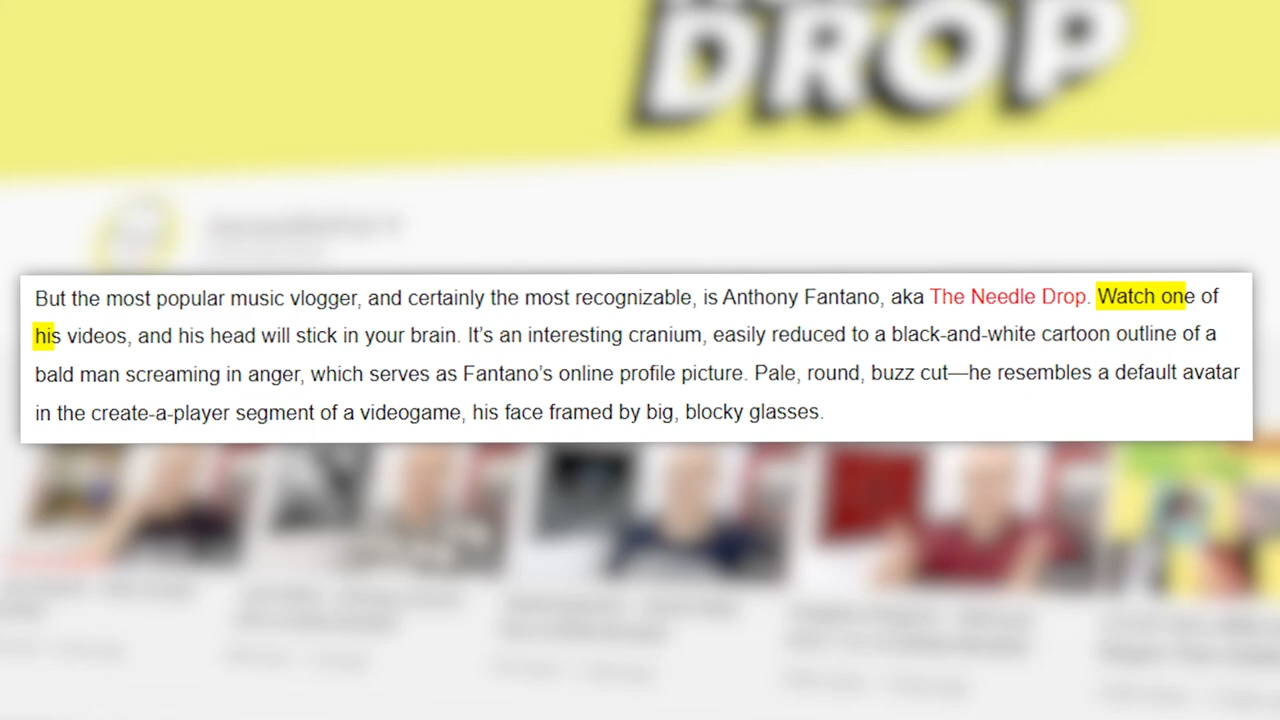 DROP
But the most popular music vlogger, and certainly the most recognizable, is Anthony Fantano, aka The Needle Drop. Watch one of
his videos, and his head will stick in your brain. It’s an interesting cranium, easily reduced to a black-and-white cartoon outline of a
bald man screaming in anger, which serves as Fantano’s online profile picture. Pale, round, buzz cut—he resembles a default avatar
in the create-a-player segment of a videogame, his face framed by big, blocky glasses.